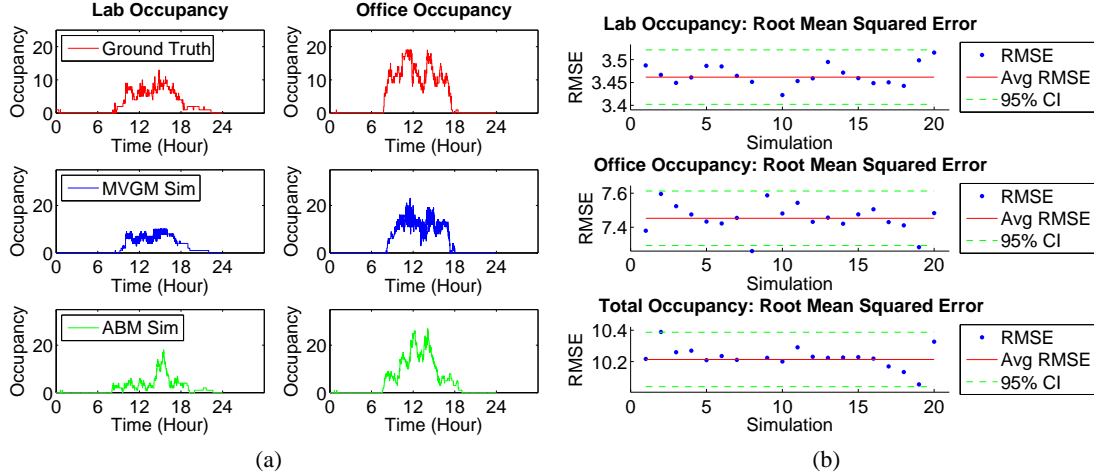 Lab Occupancy
Office Occupancy
Occupancy
20
10
0
Ground Truth
0 6 12 18 24
Time (Hour)
20
10
0
Occupancy
0 6 12 18 24
Time (Hour)
Occupancy
20
0
MVGM Sim
0 6 12 18 24
Time (Hour)
20
0
Occupancy
0 6 12 18 24
Time (Hour)
Occupancy
20
0
ABM Sim
0 6 12 18 24
Time (Hour)
20
0
Occupancy
0 6 12 18 24
Time (Hour)
(a)
Lab Occupancy: Root Mean Squared Error
RMSE
3.5
3.45
3.4
0 5 10 15 20
Simulation
RMSE
Avg RMSE
95% CI
Office Occupancy: Root Mean Squared Error
RMSE
7.6
7.4
0 5 10 15 20
Simulation
RMSE
Avg RMSE
95% CI
Total Occupancy: Root Mean Squared Error
RMSE
10.4
10.2
0 5 10 15 20
Simulation
RMSE
Avg RMSE
95% CI
(b)